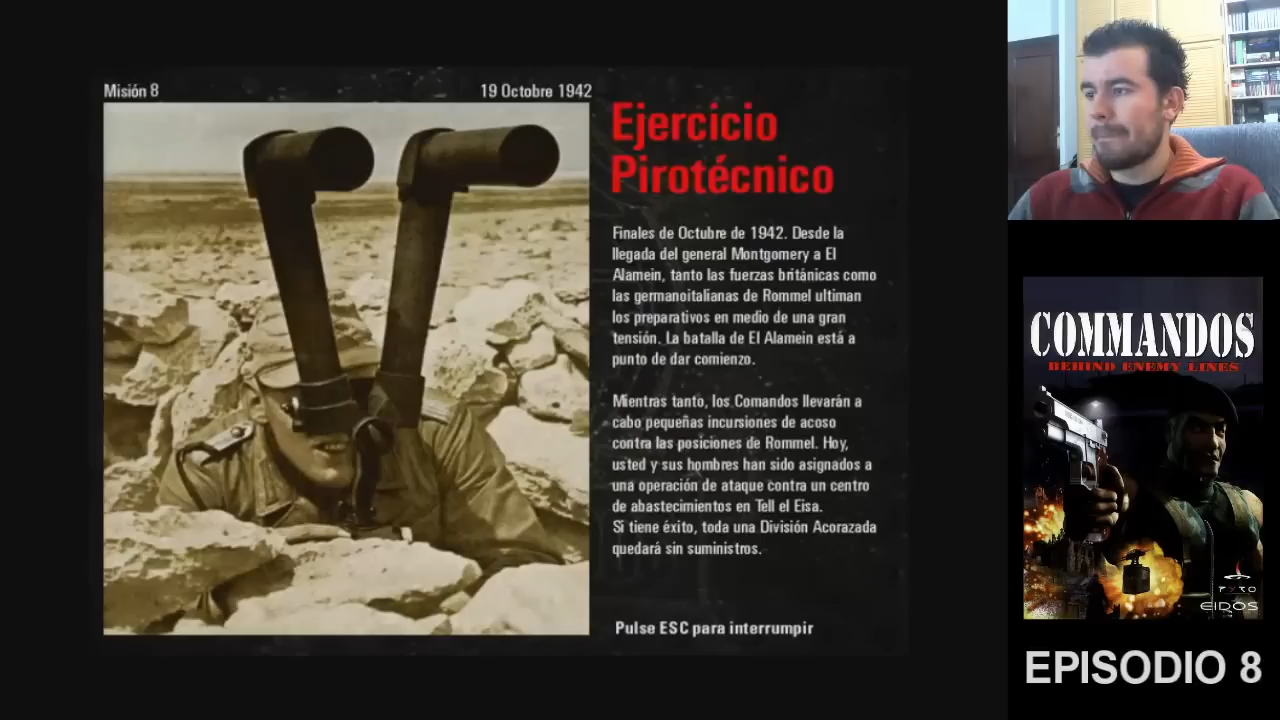 Misión 8
19 Octobre 1942
Ejercicio
Pirotécnico
Finales de Octubre de 1942. Desde la
llegada del general Montgomery a El
Alamein, tanto las fuerzas británicas como
las germanoitalianas de Rommel ultiman
los preparativos en medio de una gran
tensión. La batalla de El Alamein está a
punto de dar comienzo.
Mientras tanto, los Comandos llevarán a
cabo pequeñas incursiones de acoso
contra las posiciones de Rommel. Hoy,
usted y sus hombres han sido asignados a
una operación de ataque contra un centro
de abastecimientos en Tell el Eisa.
Si tiene éxito, toda una División Acorazada
quedará sin suministros.
Pulse ESC para interrumpir
COMMANDOS
BEHIND ENEMY LINES
PYRO
EIDOS
EPISODIO 8